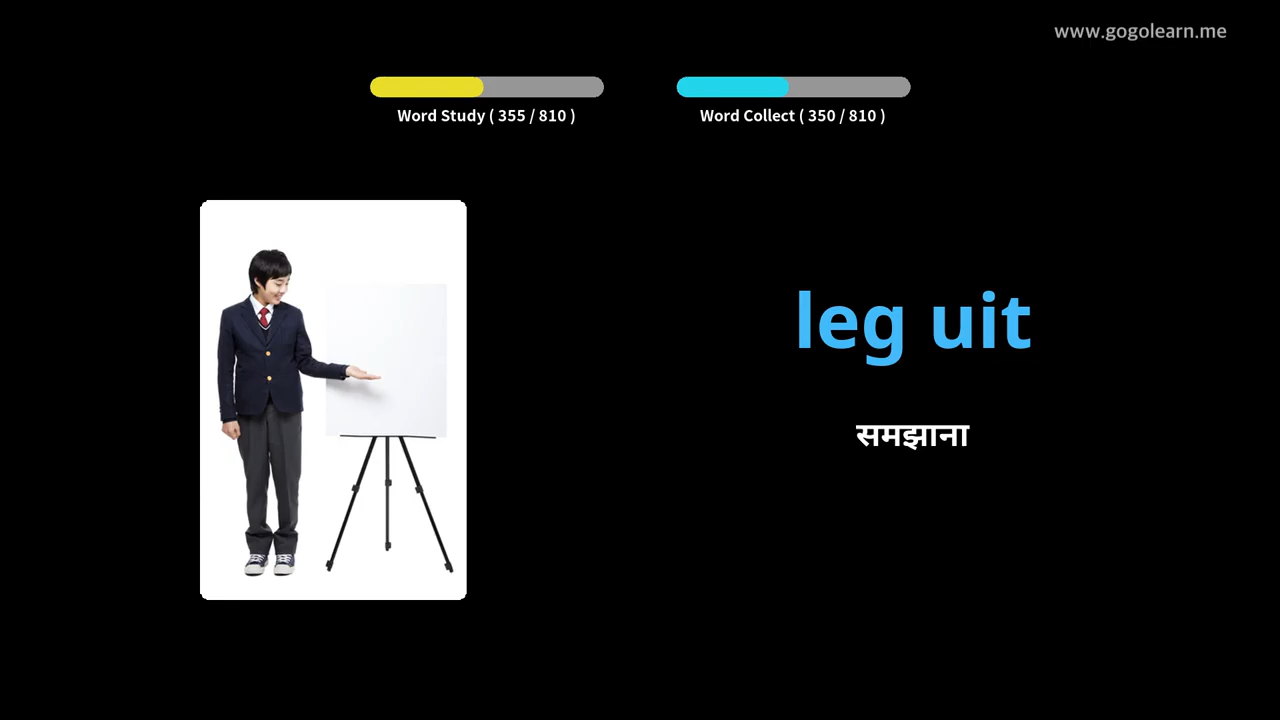 www.gogolearn.me
Word Study ( 355 / 810 )
Word Collect ( 350 / 810 )
leg uit
समझाना